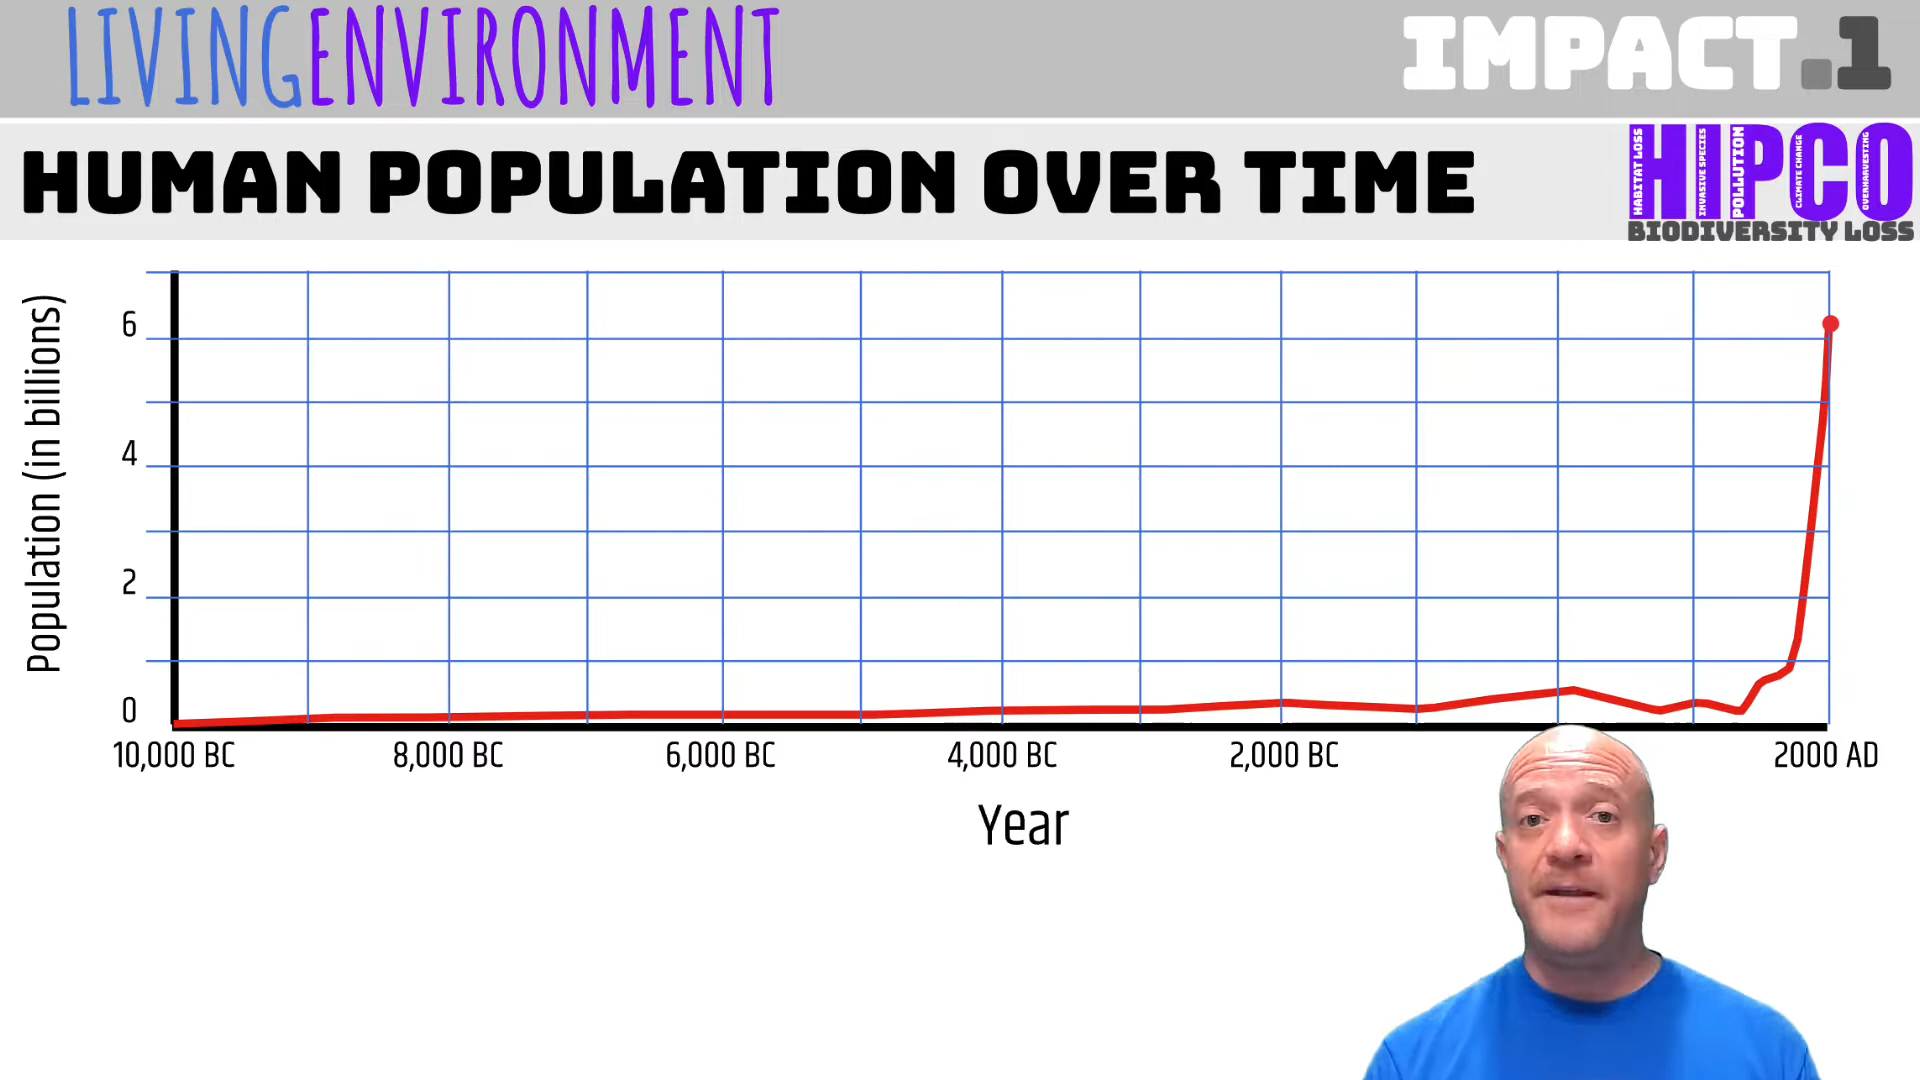 LIVINGENVIRONMENT
IMPACT.1
HUMAN POPULATION OVER TIME
HIPCO
HABITAT LOSS
INVASIVE SPECIES
POLLUTION
CLIMATE CHANGE
OVERHARVESTING
BIODIVERSITY LOSS
Population (in billions)
6
4
2
0
10,000 BC 8,000 BC 6,000 BC 4,000 BC 2,000 BC 2000 AD
Year